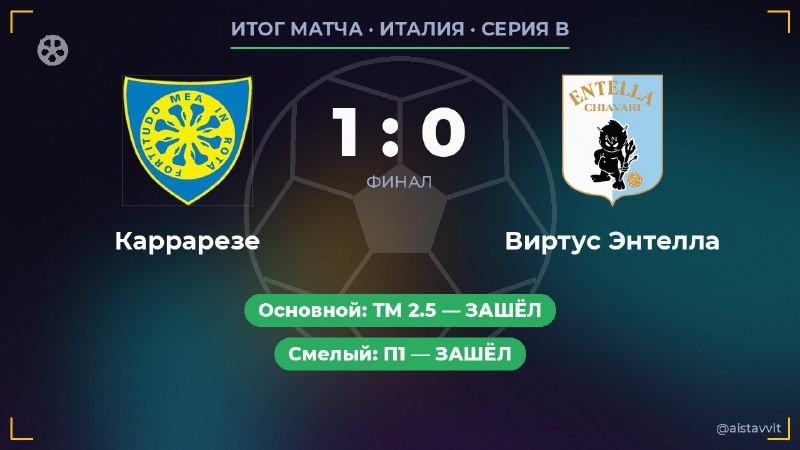 ИТОГ МАТЧА · ИТАЛИЯ · СЕРИЯ В
FORTITUDO MEA IN ROTA
ENTELLA
CHIAVARI
1 : 0
ФИНАЛ
Каррарезе
Виртус Энтелла
Основной: ТМ 2.5 — ЗАШЁЛ
Смелый: П1 — ЗАШЁЛ
@aistavvit